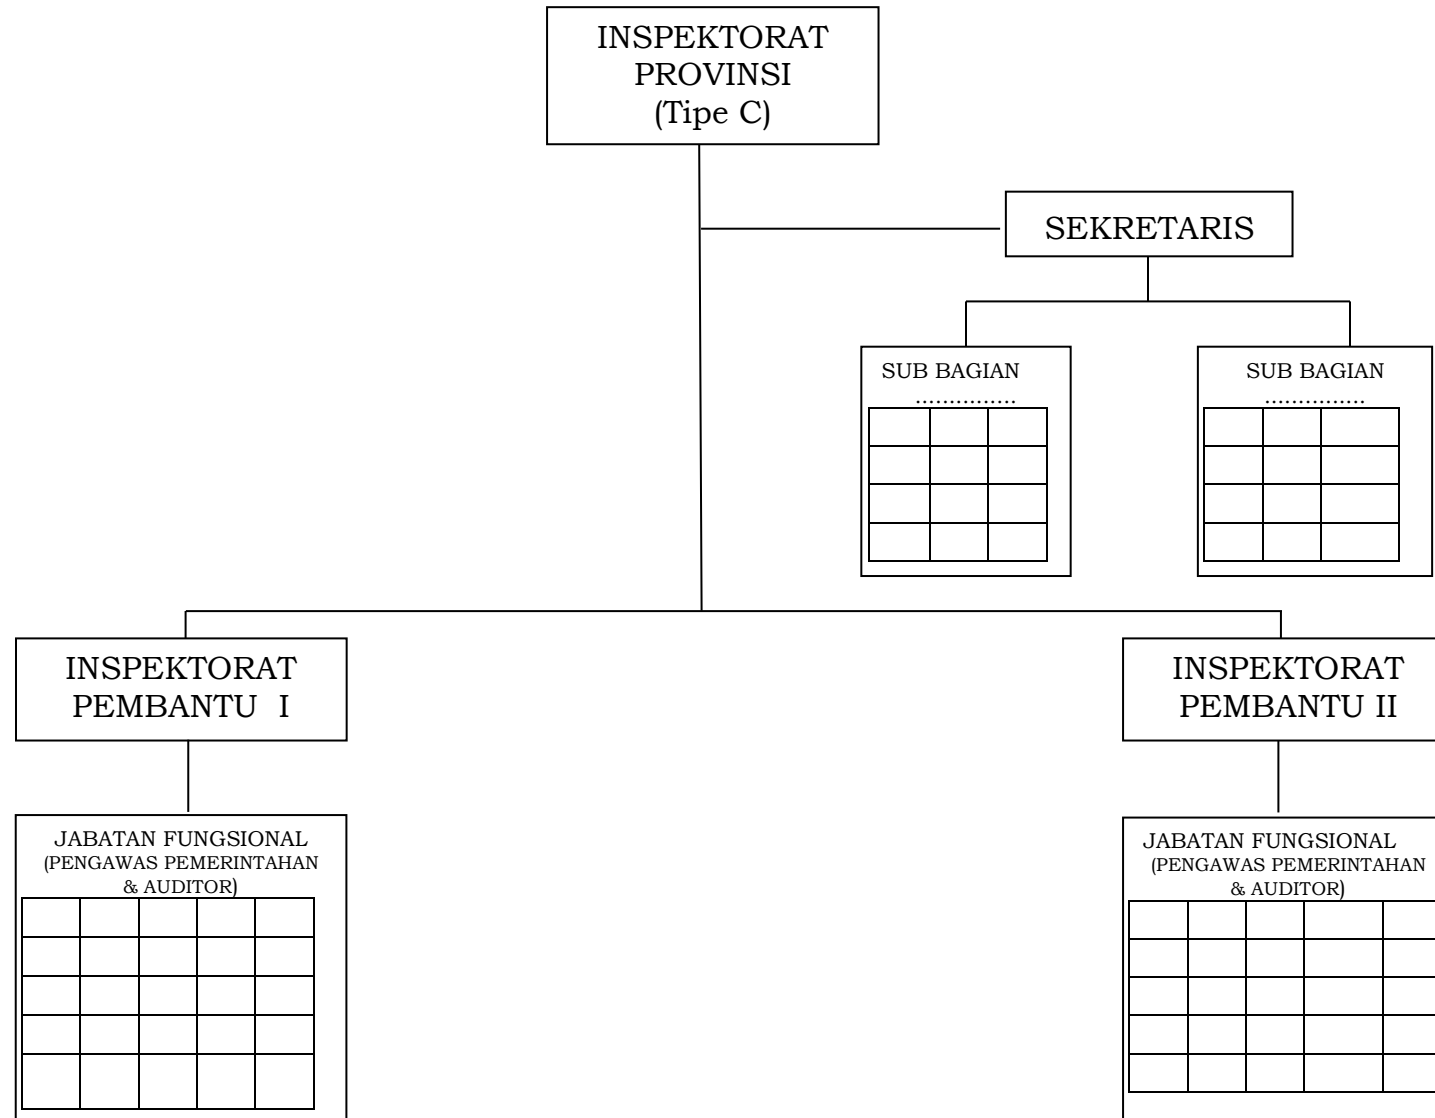 INSPEKTORAT
PROVINSI
(Tipe C)
SEKRETARIS
SUB BAGIAN
...............
SUB BAGIAN
...............
INSPEKTORAT
PEMBANTU I
INSPEKTORAT
PEMBANTU II
JABATAN FUNGSIONAL
(PENGAWAS PEMERINTAHAN
& AUDITOR)
JABATAN FUNGSIONAL
(PENGAWAS PEMERINTAHAN
& AUDITOR)